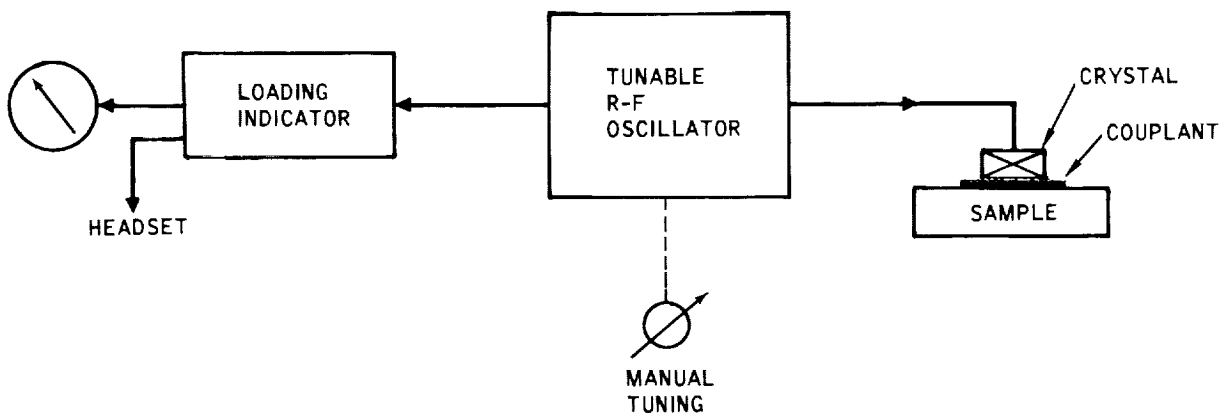 LOADING
INDICATOR
HEADSET
TUNABLE
R-F
OSCILLATOR
MANUAL
TUNING
CRYSTAL
COUPLANT
SAMPLE